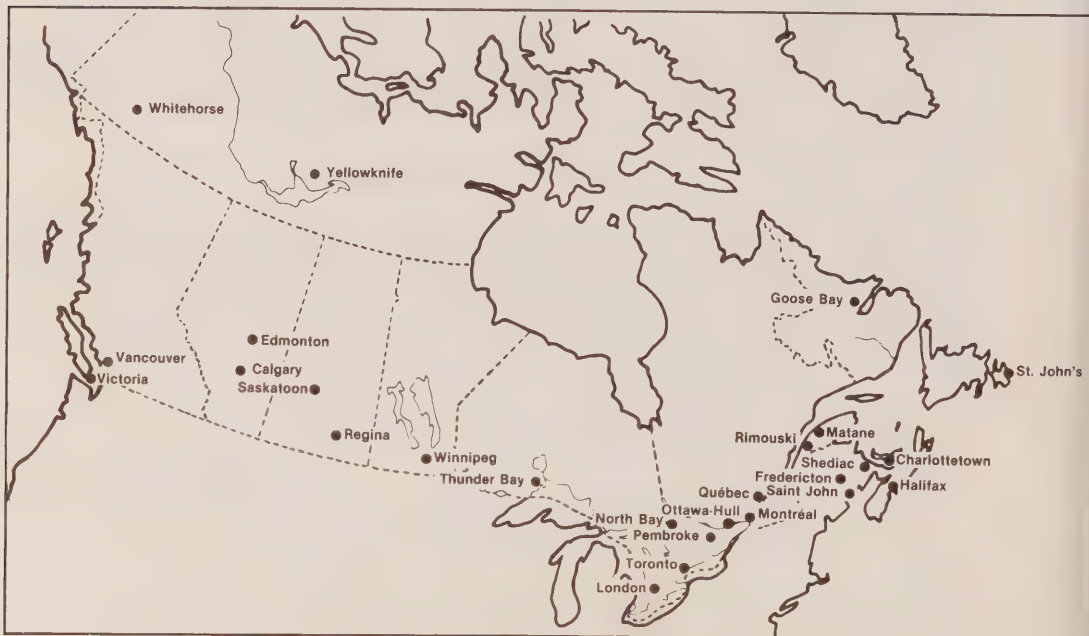 Whitehorse
Yellowknife
Goose Bay
Edmonton
Vancouver
Calgary
Victoria
Saskatoon
St. John's
Regina
Matane
Rimouski
Winnipeg
Charlottetown
Shediac
Thunder Bay
Fredericton
Halifax
Saint John
Québec
Ottawa-Hull
Montréal
North Bay
Pembroke
Toronto
London